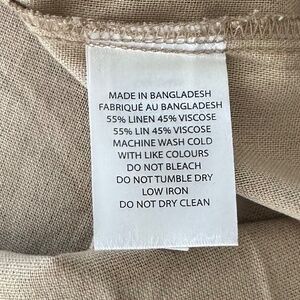 MADE IN BANGLADESH
FABRIQUÉ AU BANGLADESH
55% LINEN 45% VISCOSE
55% LIN 45% VISCOSE
MACHINE WASH COLD
WITH LIKE COLOURS
DO NOT BLEACH
DO NOT TUMBLE DRY
LOW IRON
DO NOT DRY CLEAN